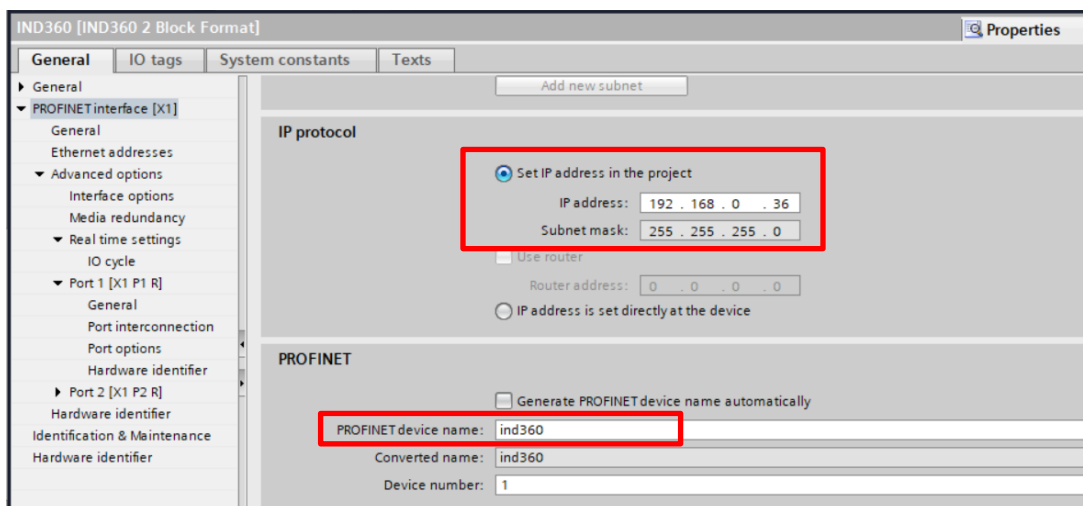 IND360 [IND360 2 Block Format]
Properties
General IO tags System constants Texts
General
PROFINET interface [X1]
General
Ethernet addresses
Advanced options
Interface options
Media redundancy
Real time settings
IO cycle
Port 1 [X1 P1 R]
General
Port interconnection
Port options
Hardware identifier
Port 2 [X1 P2 R]
Hardware identifier
Identification & Maintenance
Hardware identifier
Add new subnet
IP protocol
Set IP address in the project
IP address: 192 . 168 . 0 . 36
Subnet mask: 255 . 255 . 255 . 0
Use router
Router address: 0 . 0 . 0 . 0
IP address is set directly at the device
PROFINET
Generate PROFINET device name automatically
PROFINET device name: ind360
Converted name: ind360
Device number: 1